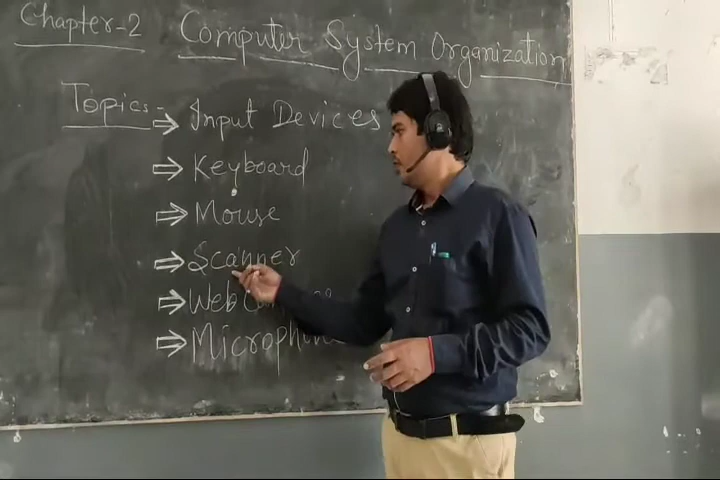 Chapter-2 Computer System Organization
Topics:-
⇒ Input Devices
⇒ Keyboard
⇒ Mouse
⇒ Scanner
⇒ Web
⇒